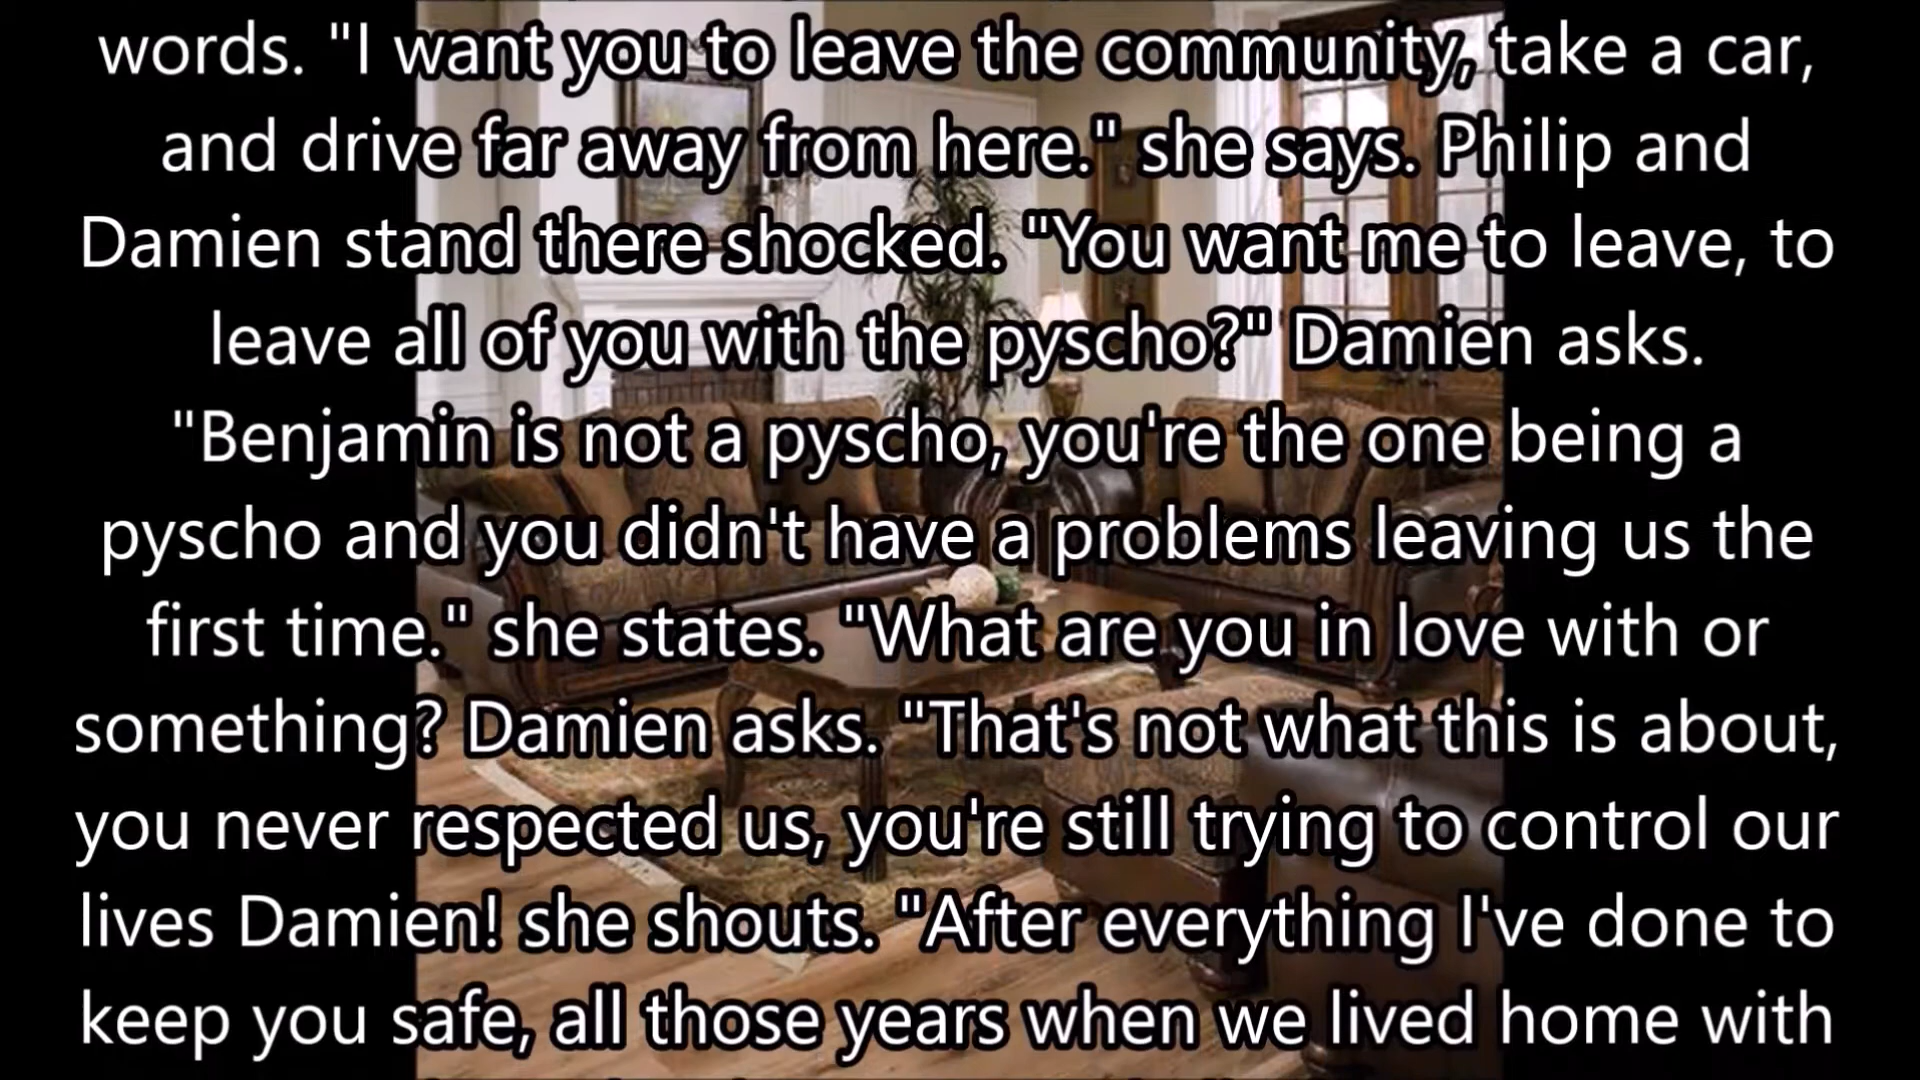 words. "I want you to leave the community, take a car,
and drive far away from here." she says. Philip and
Damien stand there shocked. "You want me to leave, to
leave all of you with the pyscho?" Damien asks.
"Benjamin is not a pyscho, you're the one being a
pyscho and you didn't have a problems leaving us the
first time." she states. "What are you in love with or
something? Damien asks. "That's not what this is about,
you never respected us, you're still trying to control our
lives Damien! she shouts. "After everything I've done to
keep you safe, all those years when we lived home with